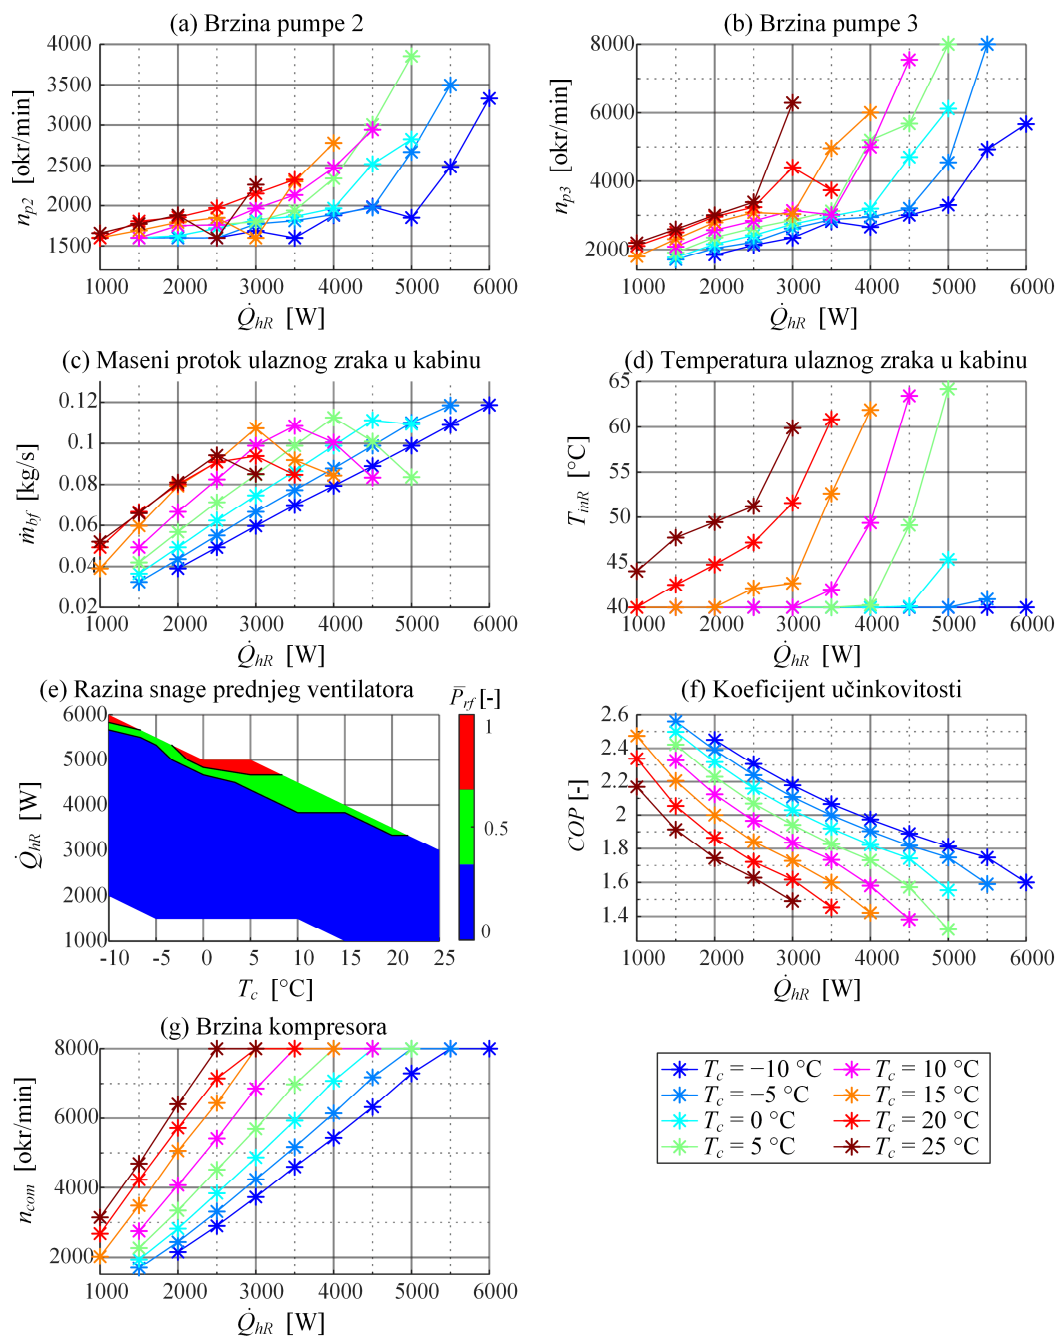 (a) Brzina pumpe 2
4000
3500
3000
2500
2000
1500
n_p2 [okr/min]
1000 2000 3000 4000 5000 6000
Q̇_hR [W]
(b) Brzina pumpe 3
8000
6000
4000
2000
n_p3 [okr/min]
1000 2000 3000 4000 5000 6000
Q̇_hR [W]
(c) Maseni protok ulaznog zraka u kabinu
0.12
0.1
0.08
0.06
0.04
0.02
ṁ_bf [kg/s]
1000 2000 3000 4000 5000 6000
Q̇_hR [W]
(d) Temperatura ulaznog zraka u kabinu
65
60
55
50
45
40
T_inR [°C]
1000 2000 3000 4000 5000 6000
Q̇_hR [W]
(e) Razina snage prednjeg ventilatora
P̅_rf [-]
6000
5000
4000
3000
2000
1000
Q̇_hR [W]
-10 -5 0 5 10 15 20 25
T_c [°C]
1
0.5
0
(f) Koeficijent učinkovitosti
2.6
2.4
2.2
2
1.8
1.6
1.4
COP [-]
1000 2000 3000 4000 5000 6000
Q̇_hR [W]
(g) Brzina kompresora
8000
6000
4000
2000
n_com [okr/min]
1000 2000 3000 4000 5000 6000
Q̇_hR [W]
T_c = −10 °C
T_c = −5 °C
T_c = 0 °C
T_c = 5 °C
T_c = 10 °C
T_c = 15 °C
T_c = 20 °C
T_c = 25 °C